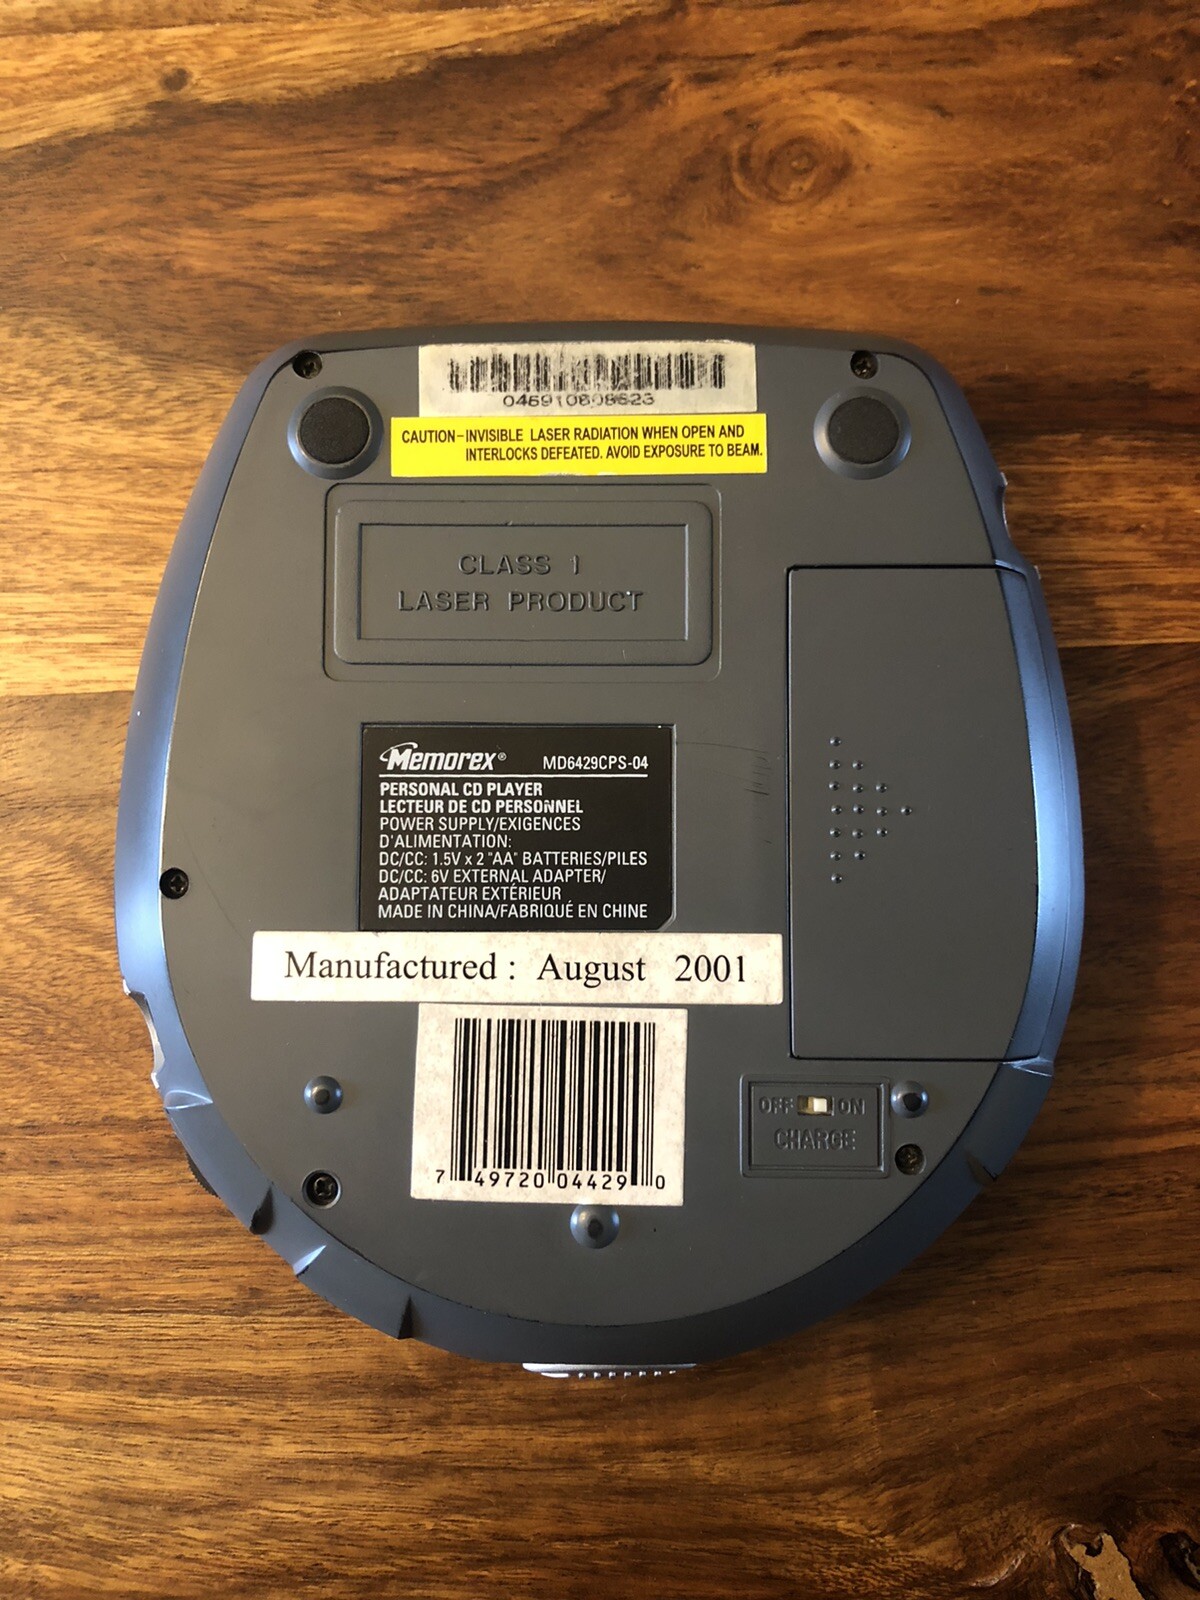 CAUTION-INVISIBLE LASER RADIATION WHEN OPEN AND
INTERLOCKS DEFEATED. AVOID EXPOSURE TO BEAM.
CLASS 1
LASER PRODUCT
Memorex® MD6429CPS-04
PERSONAL CD PLAYER
LECTEUR DE CD PERSONNEL
POWER SUPPLY/EXIGENCES
D'ALIMENTATION:
DC/CC: 1.5V x 2 "AA" BATTERIES/PILES
DC/CC: 6V EXTERNAL ADAPTER/
ADAPTATEUR EXTÉRIEUR
MADE IN CHINA/FABRIQUÉ EN CHINE
Manufactured : August 2001
7 49720 04429 0
OFF ON
CHARGE